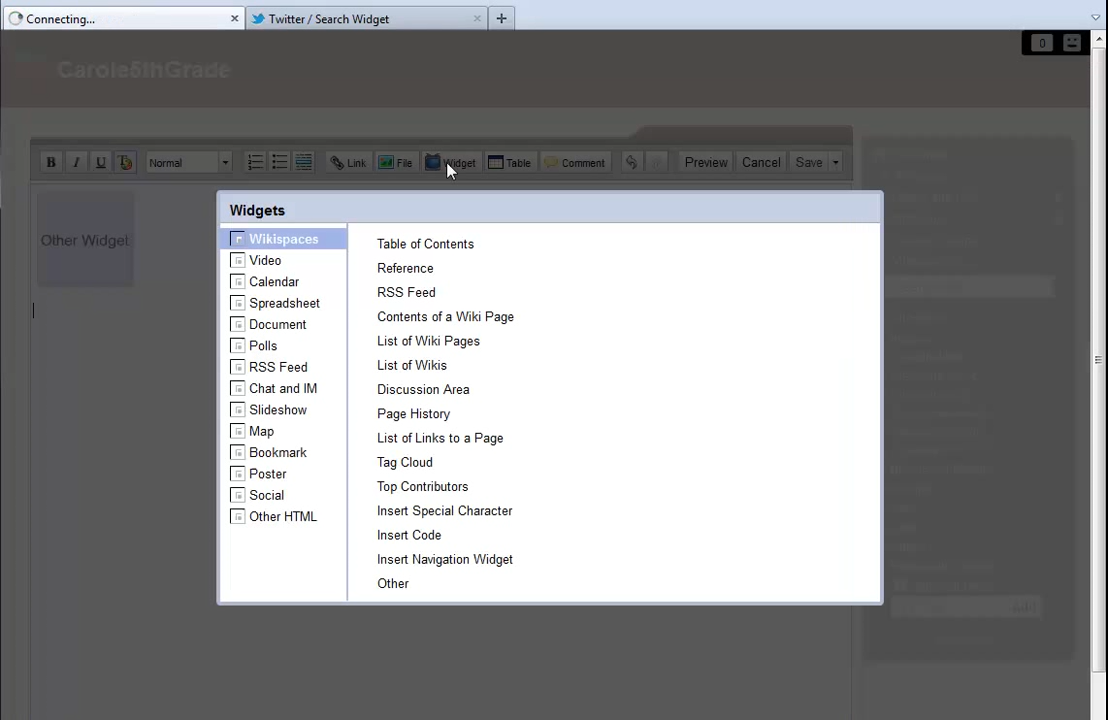 Connecting...
Twitter / Search Widget
0
Carole5thGrade
B I U Normal Link File Widget Table Comment Preview Cancel Save
Other Widget
Widgets
Wikispaces
Video
Calendar
Spreadsheet
Document
Polls
RSS Feed
Chat and IM
Slideshow
Map
Bookmark
Poster
Social
Other HTML
Table of Contents
Reference
RSS Feed
Contents of a Wiki Page
List of Wiki Pages
List of Wikis
Discussion Area
Page History
List of Links to a Page
Tag Cloud
Top Contributors
Insert Special Character
Insert Code
Insert Navigation Widget
Other